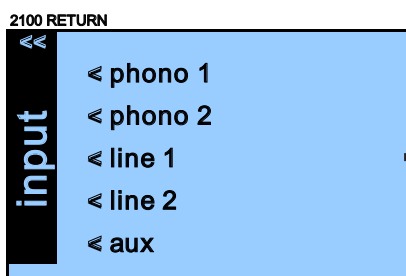 2100 RETURN
<<
input
< phono 1
< phono 2
< line 1
< line 2
< aux